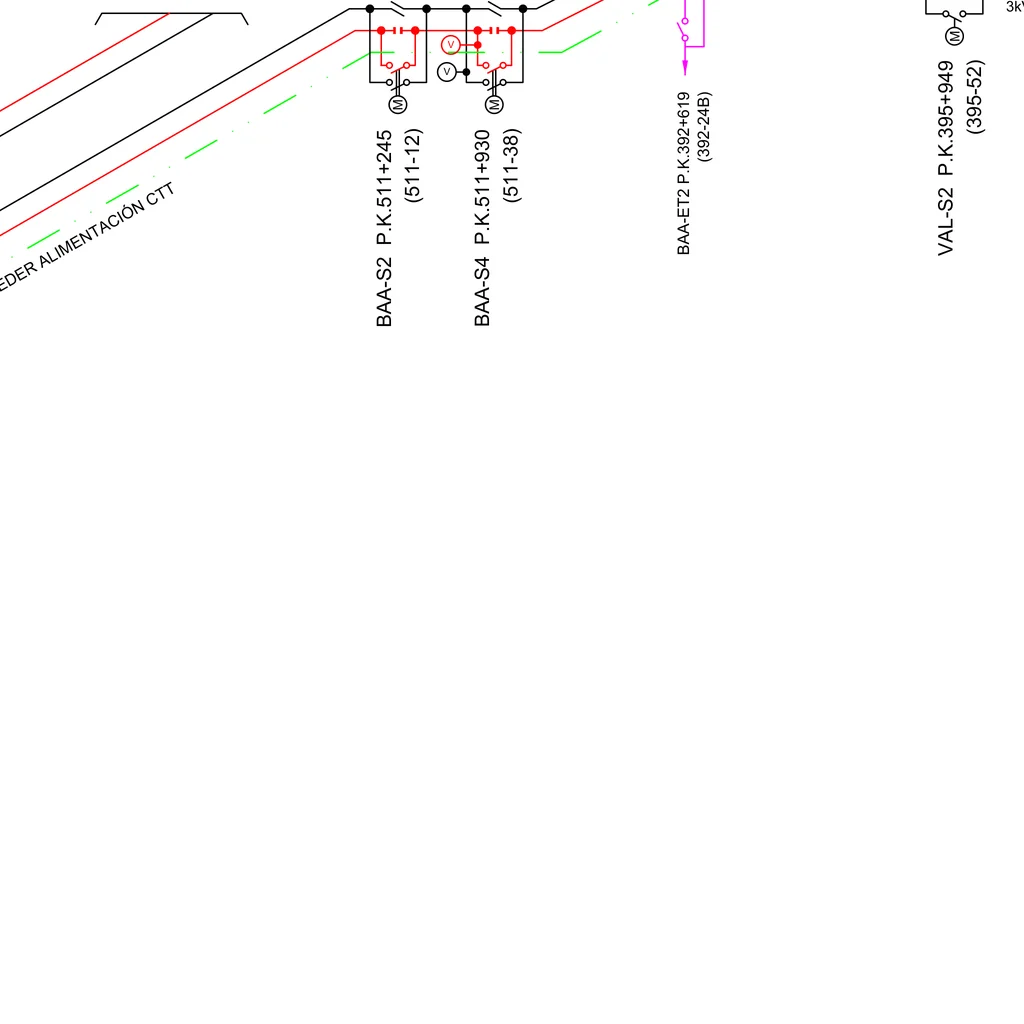 EDER ALIMENTACIÓN CTT
V
V
M
M
BAA-S2 P.K.511+245
(511-12)
BAA-S4 P.K.511+930
(511-38)
BAA-ET2 P.K.392+619
(392-24B)
M
VAL-S2 P.K.395+949
(395-52)